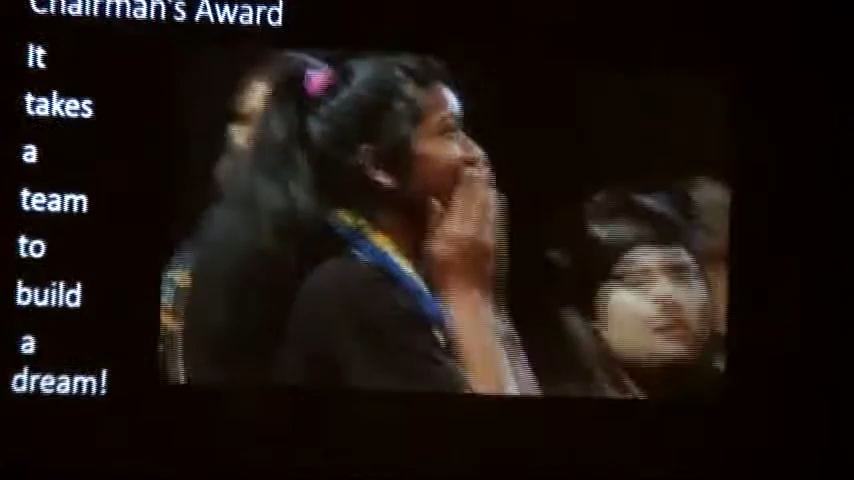 Chairman's Award
It
takes
a
team
to
build
a
dream!